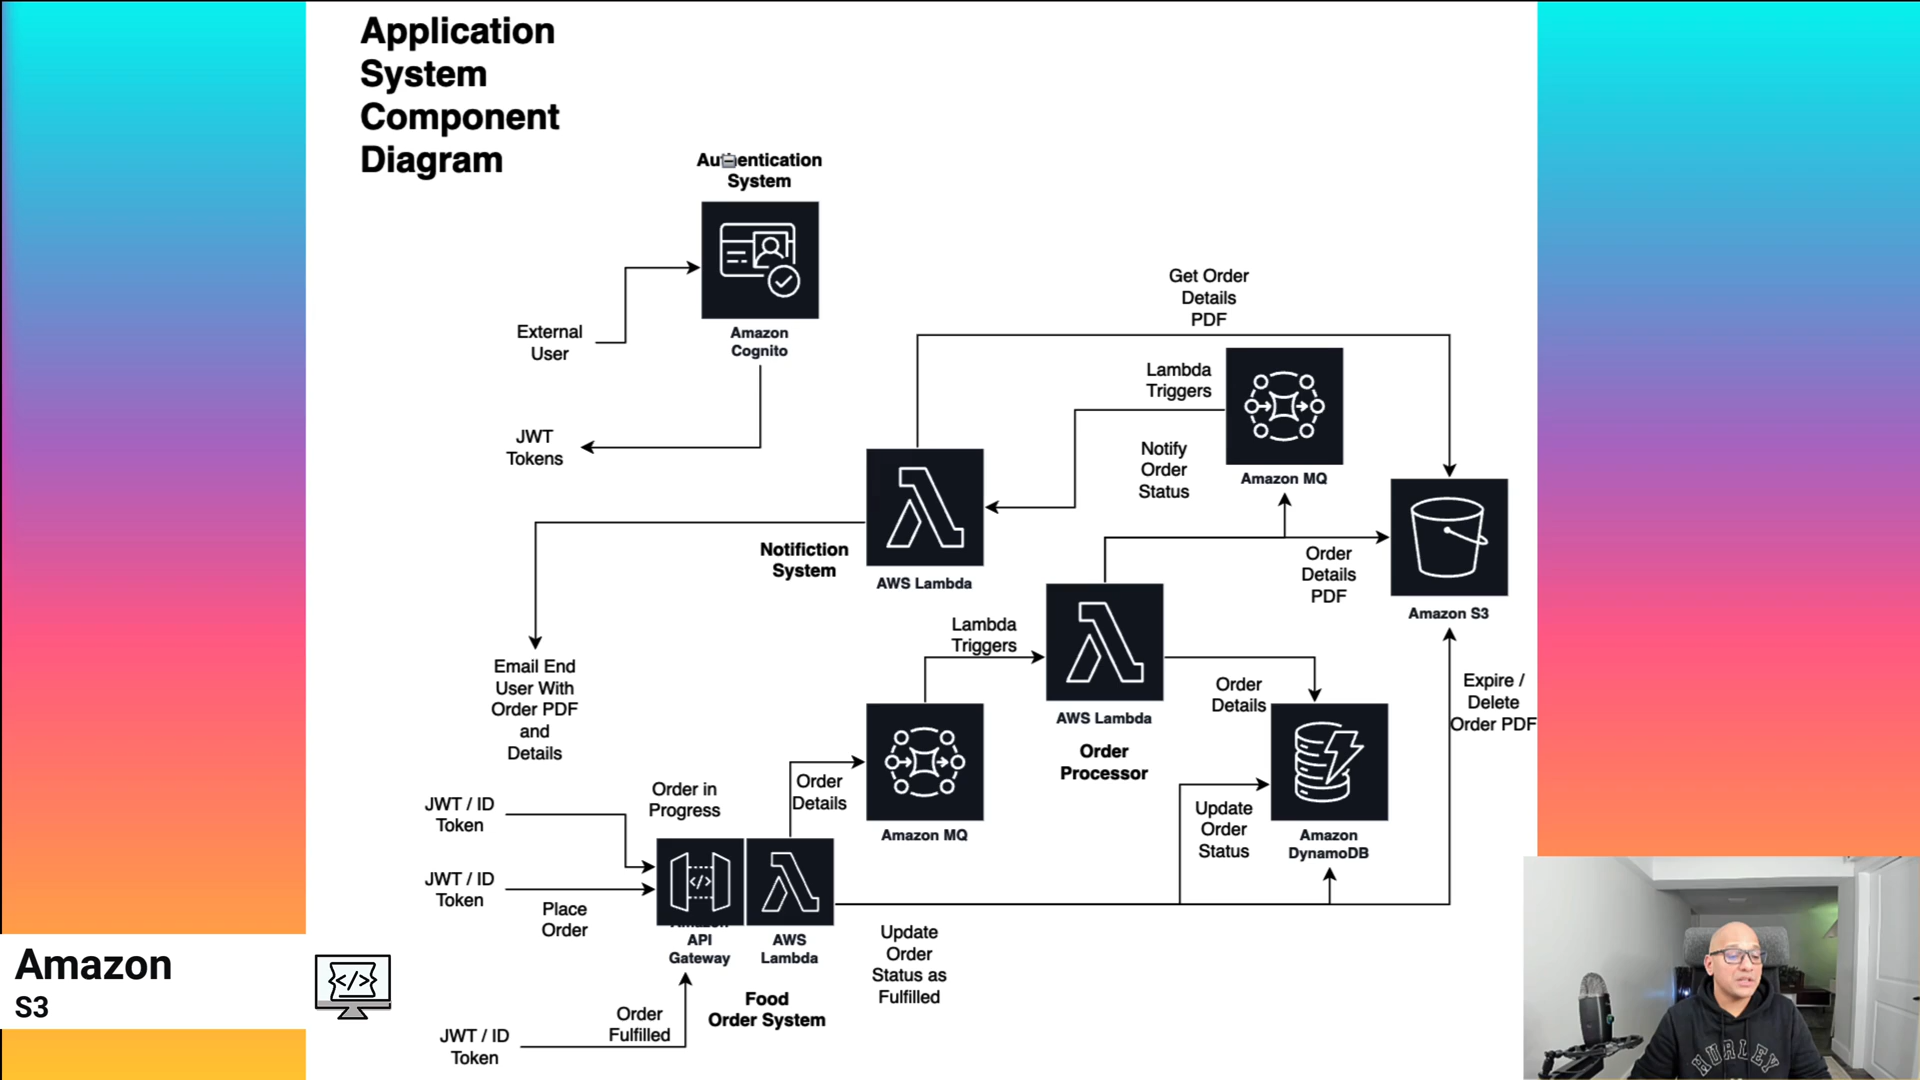 Application
System
Component
Diagram
Authentication
System
Amazon
Cognito
External
User
JWT
Tokens
Get Order
Details
PDF
Lambda
Triggers
Notify
Order
Status
Amazon MQ
Notifiction
System
AWS Lambda
Order
Details
PDF
Amazon S3
Email End
User With
Order PDF
and
Details
Lambda
Triggers
AWS Lambda
Order
Processor
Order
Details
Expire /
Delete
Order PDF
Order in
Progress
Order
Details
Amazon MQ
Update
Order
Status
Amazon
DynamoDB
JWT / ID
Token
JWT / ID
Token
Place
Order
</>
Amazon
API
Gateway
AWS
Lambda
Food
Order System
Update
Order
Status as
Fulfilled
Order
Fulfilled
JWT / ID
Token
Amazon
S3
</>
HURLEY